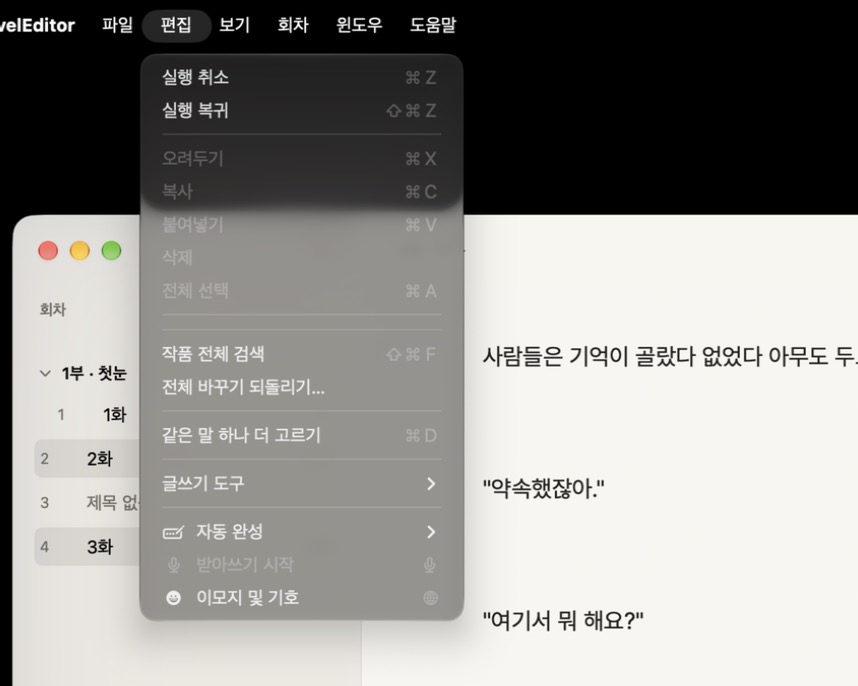 velEditor 파일 편집 보기 회차 윈도우 도움말
실행 취소 ⌘ Z
실행 복귀 ⇧ ⌘ Z
오려두기 ⌘ X
복사 ⌘ C
붙여넣기 ⌘ V
삭제
전체 선택 ⌘ A
작품 전체 검색 ⇧ ⌘ F
전체 바꾸기 되돌리기...
같은 말 하나 더 고르기 ⌘ D
글쓰기 도구
자동 완성
받아쓰기 시작
이모지 및 기호
회차
1부 · 첫눈
1 1화
2 2화
3 제목 없
4 3화
사람들은 기억이 골랐다 없었다 아무도 두
"약속했잖아."
"여기서 뭐 해요?"